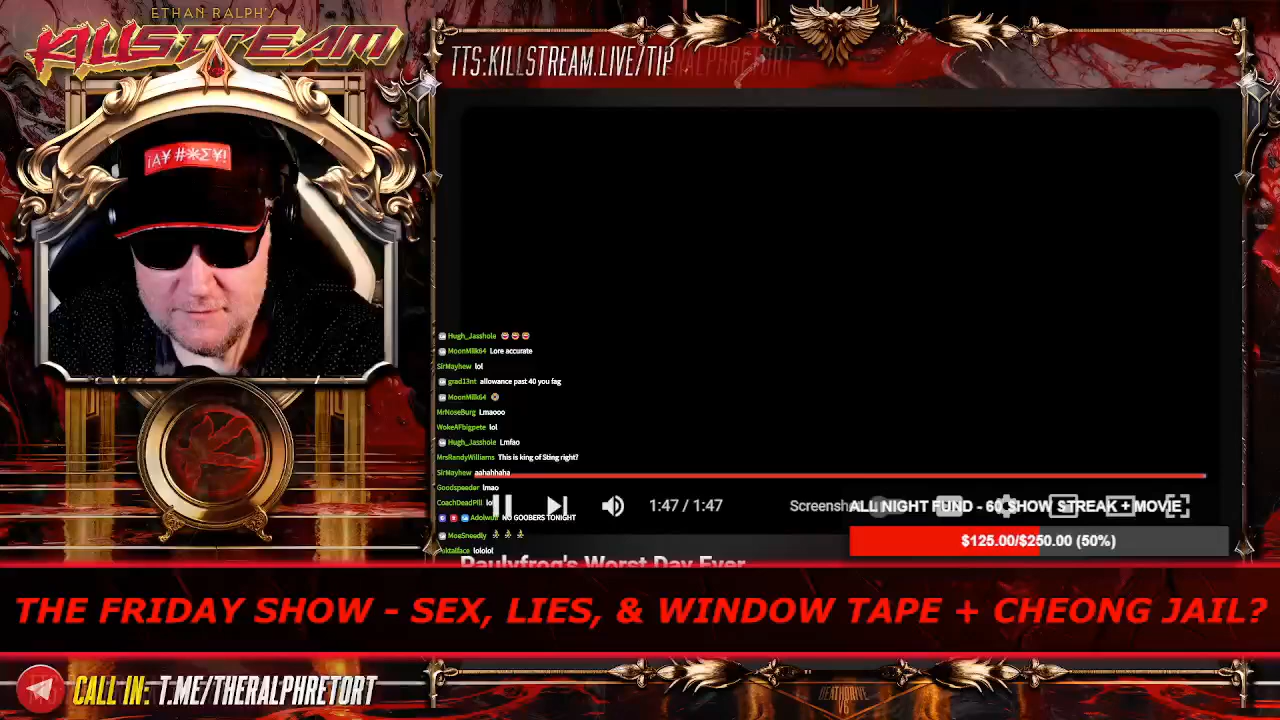 ETHAN RALPH'S
KILLSTREAM
TTS:KILLSTREAM.LIVE/TIP
¡A¥ #*Σ¥!
Hugh_Jasshole
MoonMilk64 Lore accurate
SirMayhew lol
grad13nt allowance past 40 you fag
MoonMilk64
MrNoseBurg Lmaooo
WokeAFbigpete lol
Hugh_Jasshole Lmfao
MrsRandyWilliams This is king of Sting right?
SirMayhew aahahhaha
Goodspeeder lmao
CoachDeadPill
NO GOOBERS TONIGHT
MoeSneedly
lololol
1:47 / 1:47
ALL NIGHT FUND - 60 SHOW STREAK + MOVIE
$125.00/$250.00 (50%)
Paulyfrog's Worst Day Ever
THE FRIDAY SHOW - SEX, LIES, & WINDOW TAPE + CHEONG JAIL?
CALL IN: T.ME/THERALPHRETORT